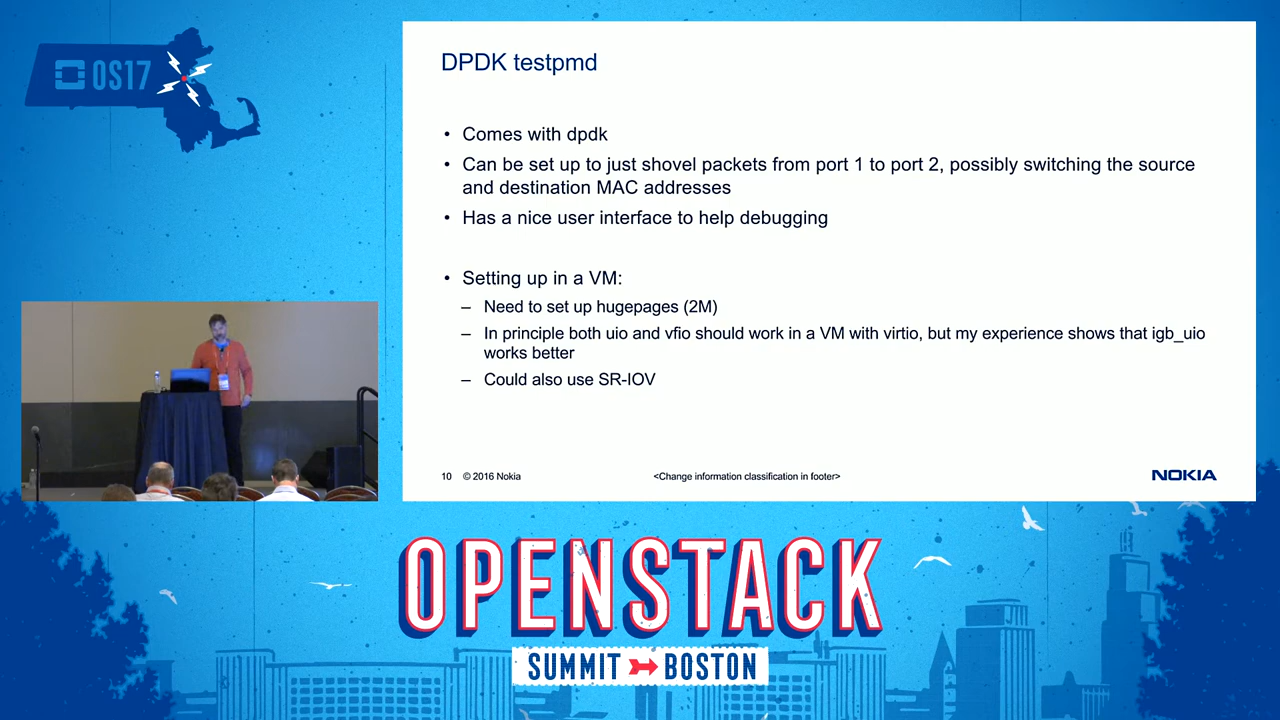 OS17
DPDK testpmd
• Comes with dpdk
• Can be set up to just shovel packets from port 1 to port 2, possibly switching the source
and destination MAC addresses
• Has a nice user interface to help debugging
• Setting up in a VM:
– Need to set up hugepages (2M)
– In principle both uio and vfio should work in a VM with virtio, but my experience shows that igb_uio
works better
– Could also use SR-IOV
10 © 2016 Nokia <Change information classification in footer> NOKIA
OPENSTACK
SUMMIT BOSTON